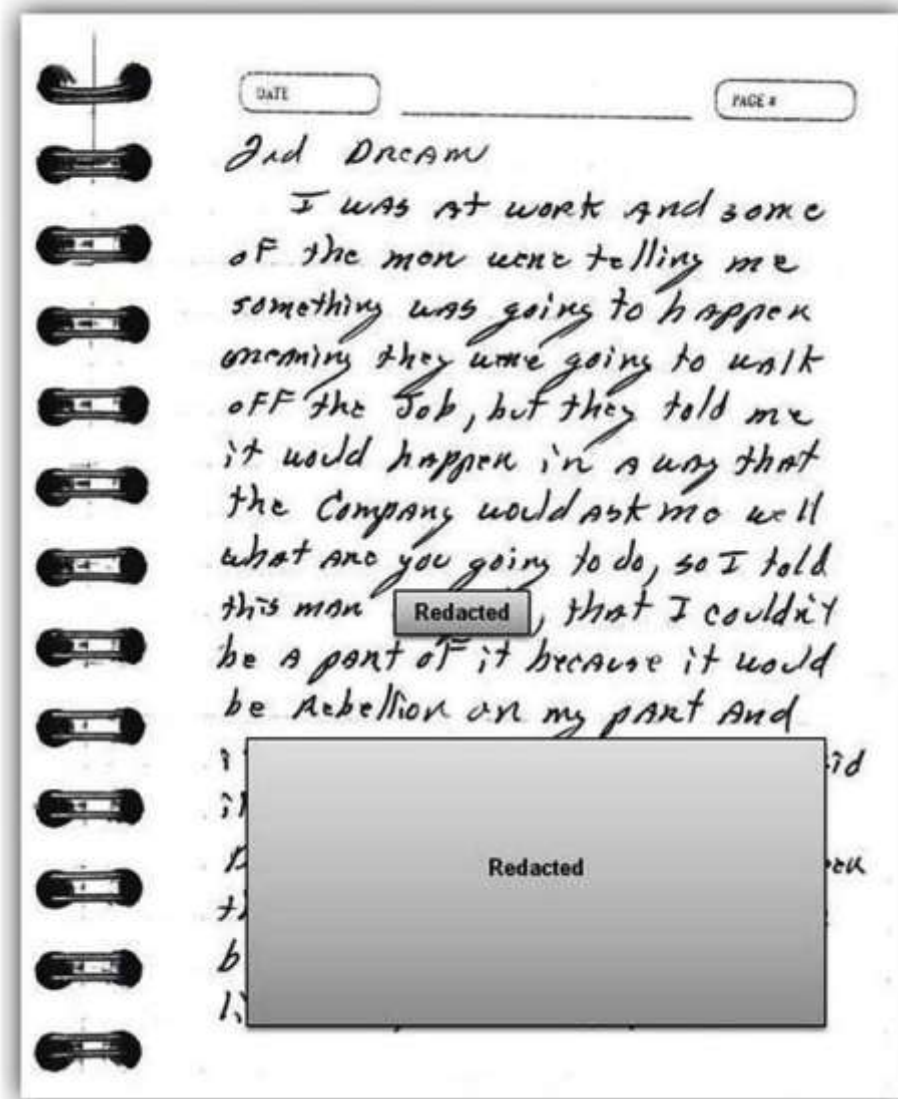 DATE
PAGE #
2nd Dream
I was at work and some
of the men were telling me
something was going to happen
meaning they were going to walk
off the Job, but they told me
it would happen in a way that
the Company would ask me well
what are you going to do, so I told
this man Redacted, that I couldn't
be a part of it because it would
be Rebellion on my part And
Redacted